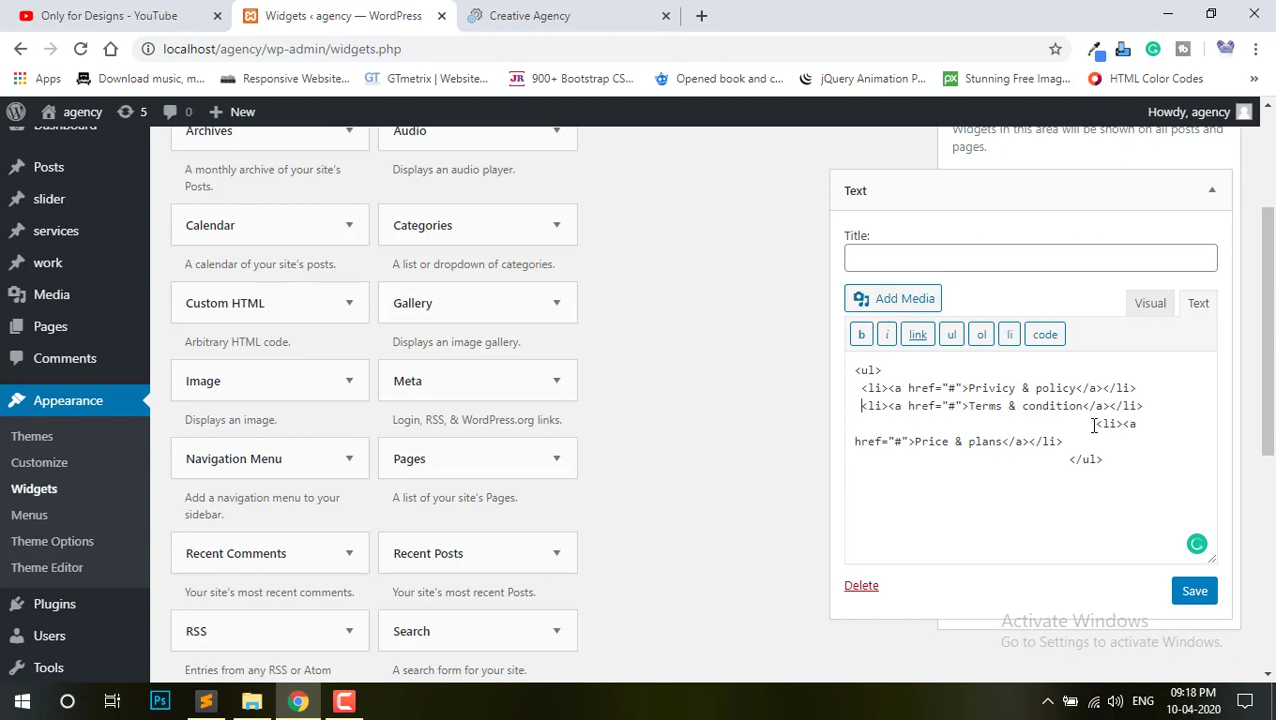 Only for Designs - YouTube
Widgets ‹ agency — WordPress
Creative Agency
localhost/agency/wp-admin/widgets.php
Apps
Download music, m...
Responsive Website...
GT
GTmetrix | Website...
JR
900+ Bootstrap CS...
Opened book and c...
jQuery Animation P...
px
Stunning Free Imag...
HTML Color Codes
»
agency
5
0
New
Howdy, agency
Dashboard
Posts
slider
services
work
Media
Pages
Comments
Appearance
Themes
Customize
Widgets
Menus
Theme Options
Theme Editor
Plugins
Users
Tools
Archives
A monthly archive of your site's
Posts.
Audio
Displays an audio player.
Calendar
A calendar of your site's posts.
Categories
A list or dropdown of categories.
Custom HTML
Arbitrary HTML code.
Gallery
Displays an image gallery.
Image
Displays an image.
Meta
Login, RSS, & WordPress.org links.
Navigation Menu
Add a navigation menu to your
sidebar.
Pages
A list of your site's Pages.
Recent Comments
Your site's most recent comments.
Recent Posts
Your site's most recent Posts.
RSS
Entries from any RSS or Atom
Search
A search form for your site.
Widgets in this area will be shown on all posts and
pages.
Text
Title:
Add Media
Visual
Text
b
i
link
ul
ol
li
code
<ul>
<li><a href="#">Privicy & policy</a></li>
<li><a href="#">Terms & condition</a></li>
<li><a
href="#">Price & plans</a></li>
</ul>
Delete
Save
Activate Windows
Go to Settings to activate Windows.
Ps
ENG
09:18 PM
10-04-2020